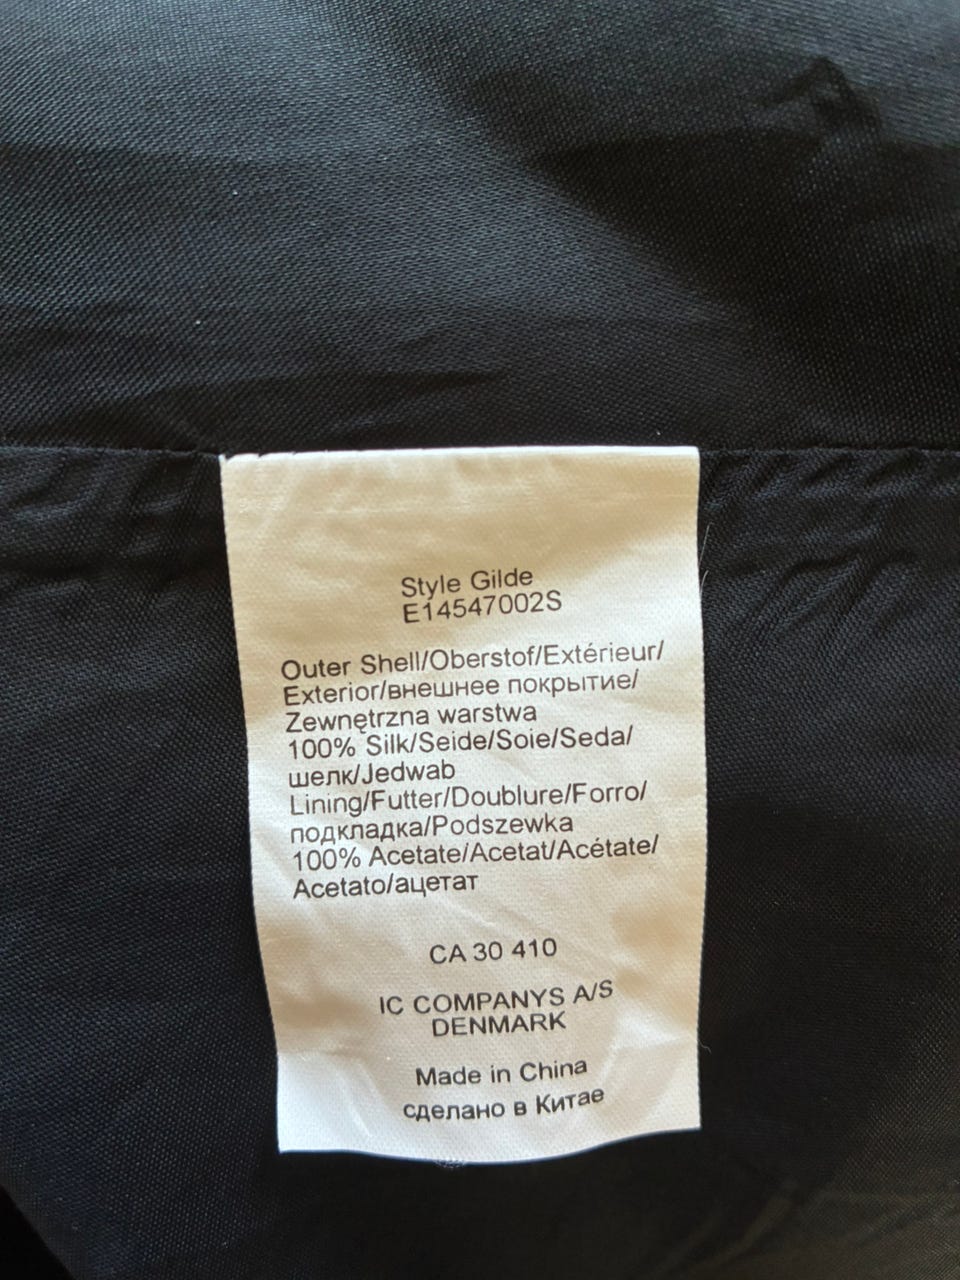 Style Gilde
E14547002S
Outer Shell/Oberstof/Extérieur/
Exterior/внешнее покрытие/
Zewnętrzna warstwa
100% Silk/Seide/Soie/Seda/
шелк/Jedwab
Lining/Futter/Doublure/Forro/
подкладка/Podszewka
100% Acetate/Acetat/Acétate/
Acetato/ацетат
CA 30 410
IC COMPANYS A/S
DENMARK
Made in China
сделано в Китае